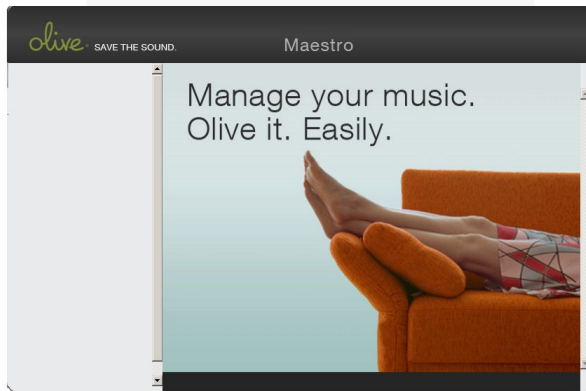 olive. SAVE THE SOUND.
Maestro
Manage your music.
Olive it. Easily.